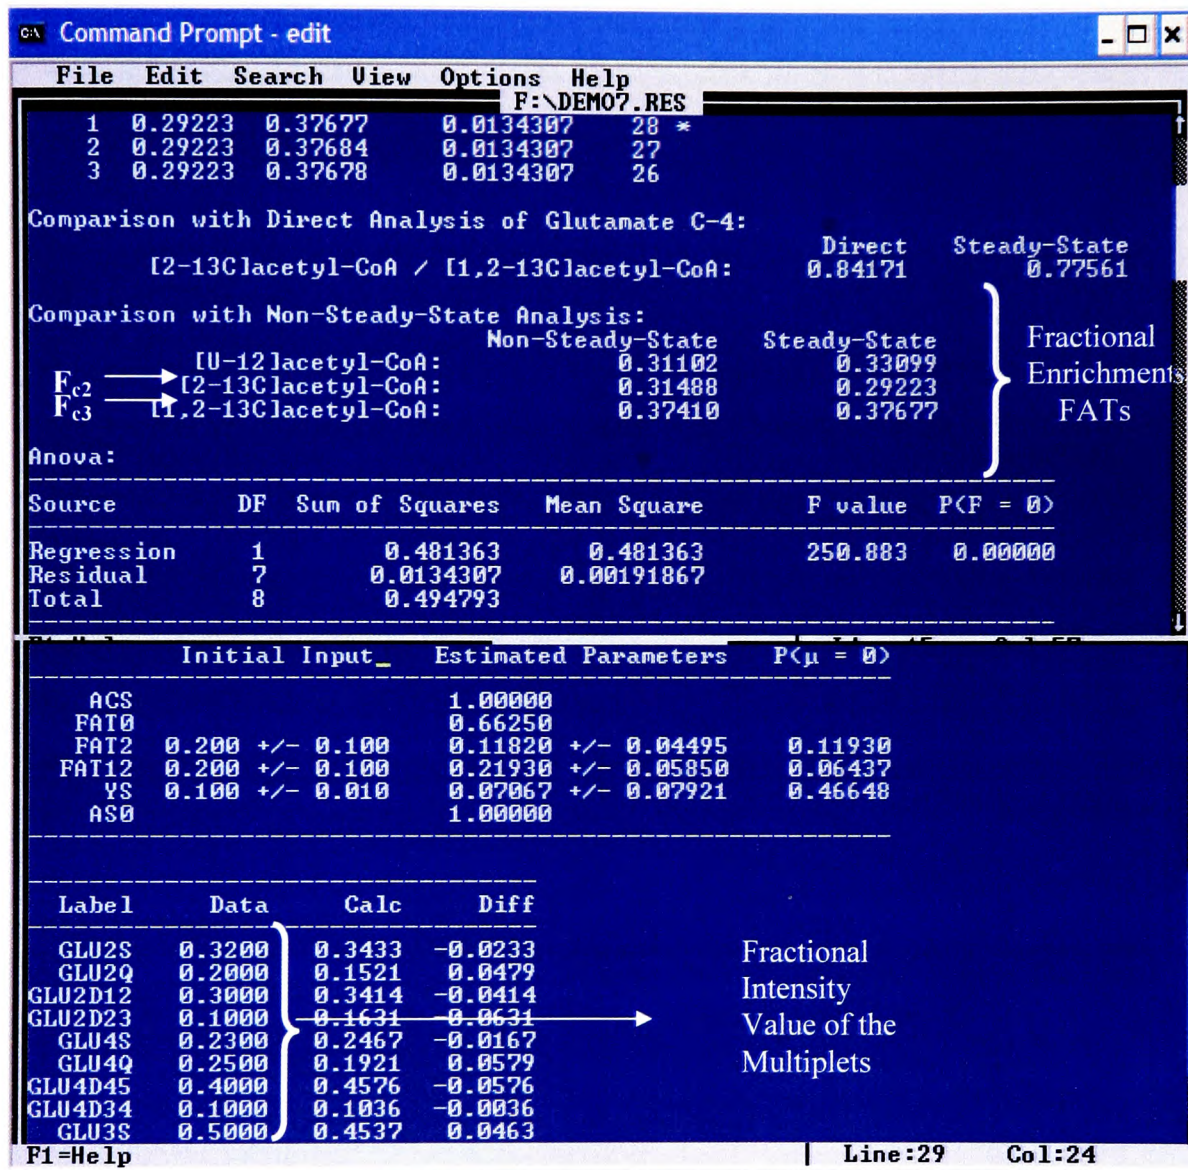 Command Prompt - edit
File Edit Search View Options Help
F:\DEMO7.RES
1 0.29223 0.37677 0.0134307 28 *
2 0.29223 0.37684 0.0134307 27
3 0.29223 0.37678 0.0134307 26
Comparison with Direct Analysis of Glutamate C-4:
Direct Steady-State
[2-13C]acetyl-CoA / [1,2-13C]acetyl-CoA: 0.84171 0.77561
Comparison with Non-Steady-State Analysis:
Non-Steady-State Steady-State
[U-12]acetyl-CoA: 0.31102 0.33099
Fc2 [2-13C]acetyl-CoA: 0.31488 0.29223
Fc3 [1,2-13C]acetyl-CoA: 0.37410 0.37677
Fractional
Enrichments
FATs
Anova:
Source DF Sum of Squares Mean Square F value P(F = 0)
Regression 1 0.481363 0.481363 250.883 0.00000
Residual 7 0.0134307 0.00191867
Total 8 0.494793
Initial Input_ Estimated Parameters P(µ = 0)
ACS 1.00000
FAT0 0.66250
FAT2 0.200 +/- 0.100 0.11820 +/- 0.04495 0.11930
FAT12 0.200 +/- 0.100 0.21930 +/- 0.05850 0.06437
YS 0.100 +/- 0.010 0.07067 +/- 0.07921 0.46648
AS0 1.00000
Label Data Calc Diff
GLU2S 0.3200 0.3433 -0.0233
GLU2Q 0.2000 0.1521 0.0479
GLU2D12 0.3000 0.3414 -0.0414
GLU2D23 0.1000 0.1631 -0.0631
GLU4S 0.2300 0.2467 -0.0167
GLU4Q 0.2500 0.1921 0.0579
GLU4D45 0.4000 0.4576 -0.0576
GLU4D34 0.1000 0.1036 -0.0036
GLU3S 0.5000 0.4537 0.0463
Fractional
Intensity
Value of the
Multiplets
F1=Help Line:29 Col:24